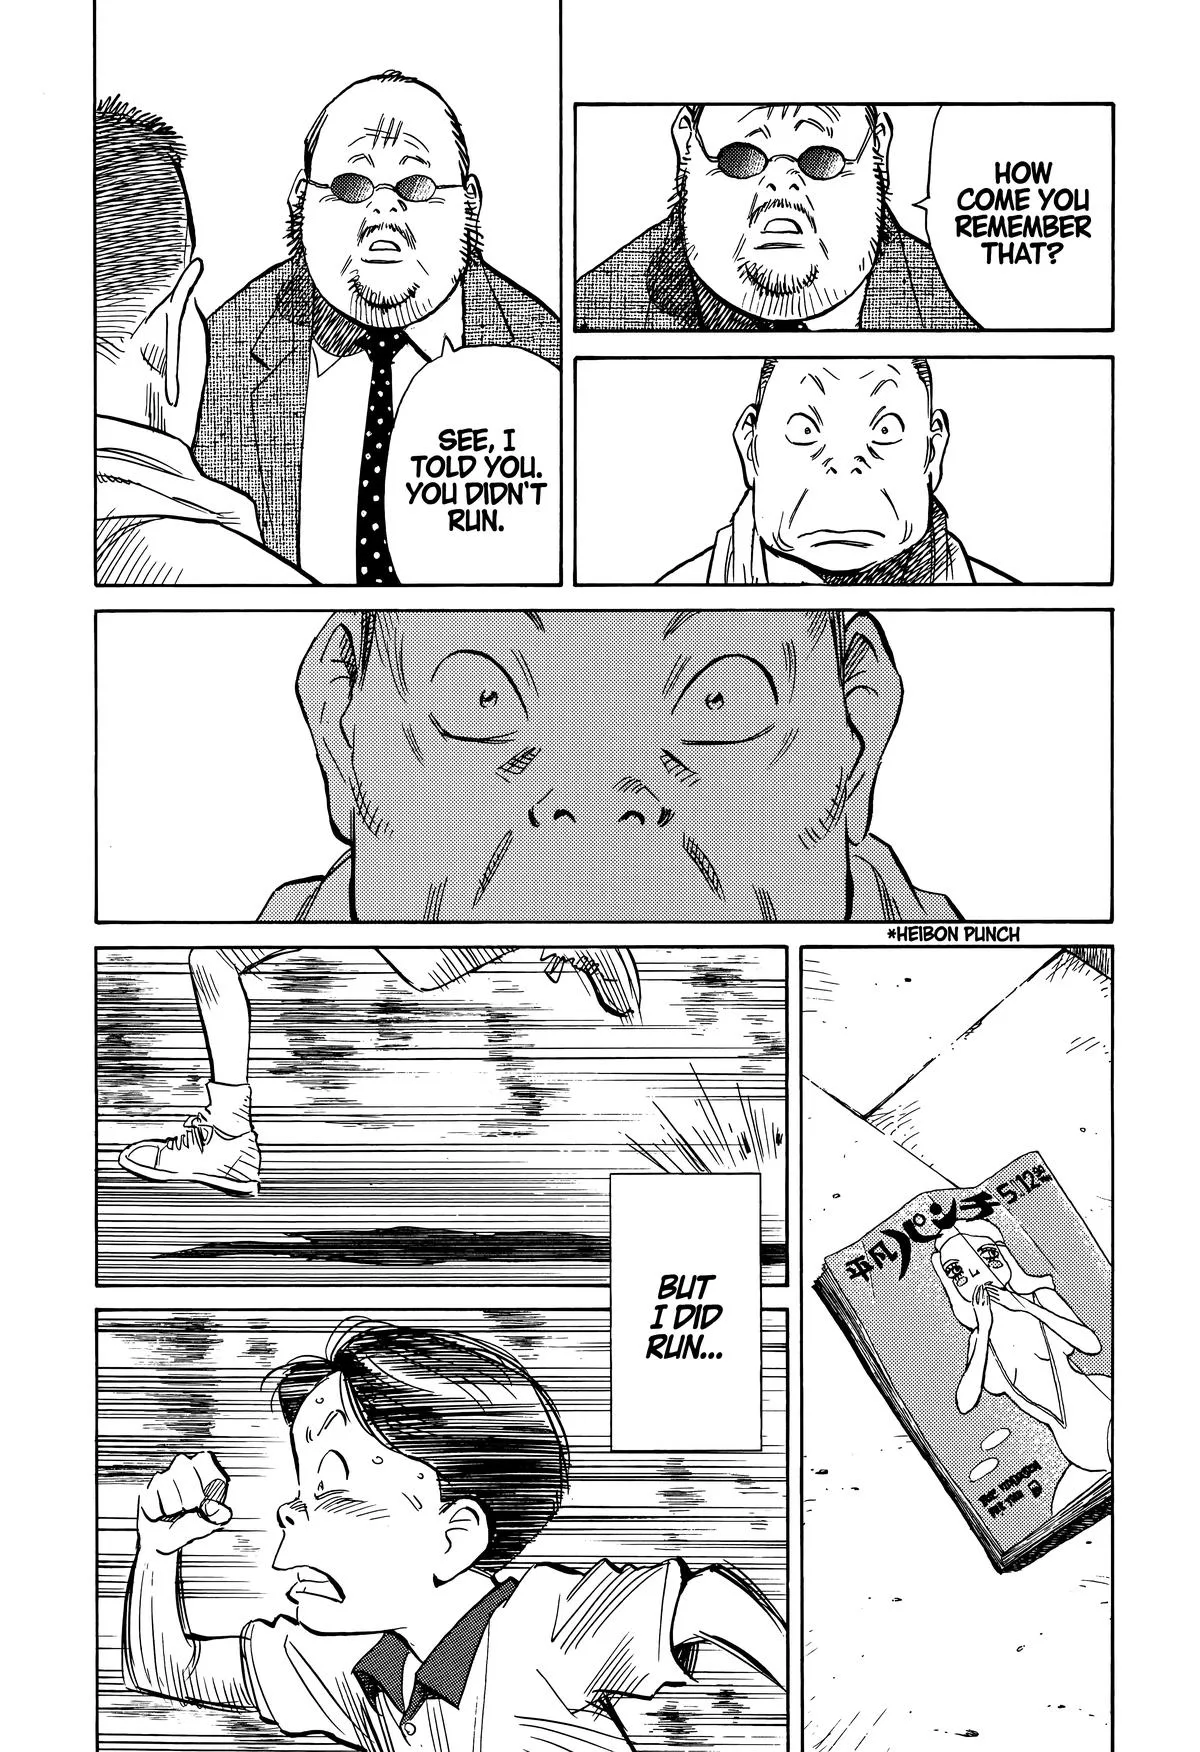 HOW
COME YOU
REMEMBER
THAT?
SEE, I
TOLD YOU.
YOU DIDN'T
RUN.
*HEIBON PUNCH
平凡パンチ 5/12
BUT
I DID
RUN...